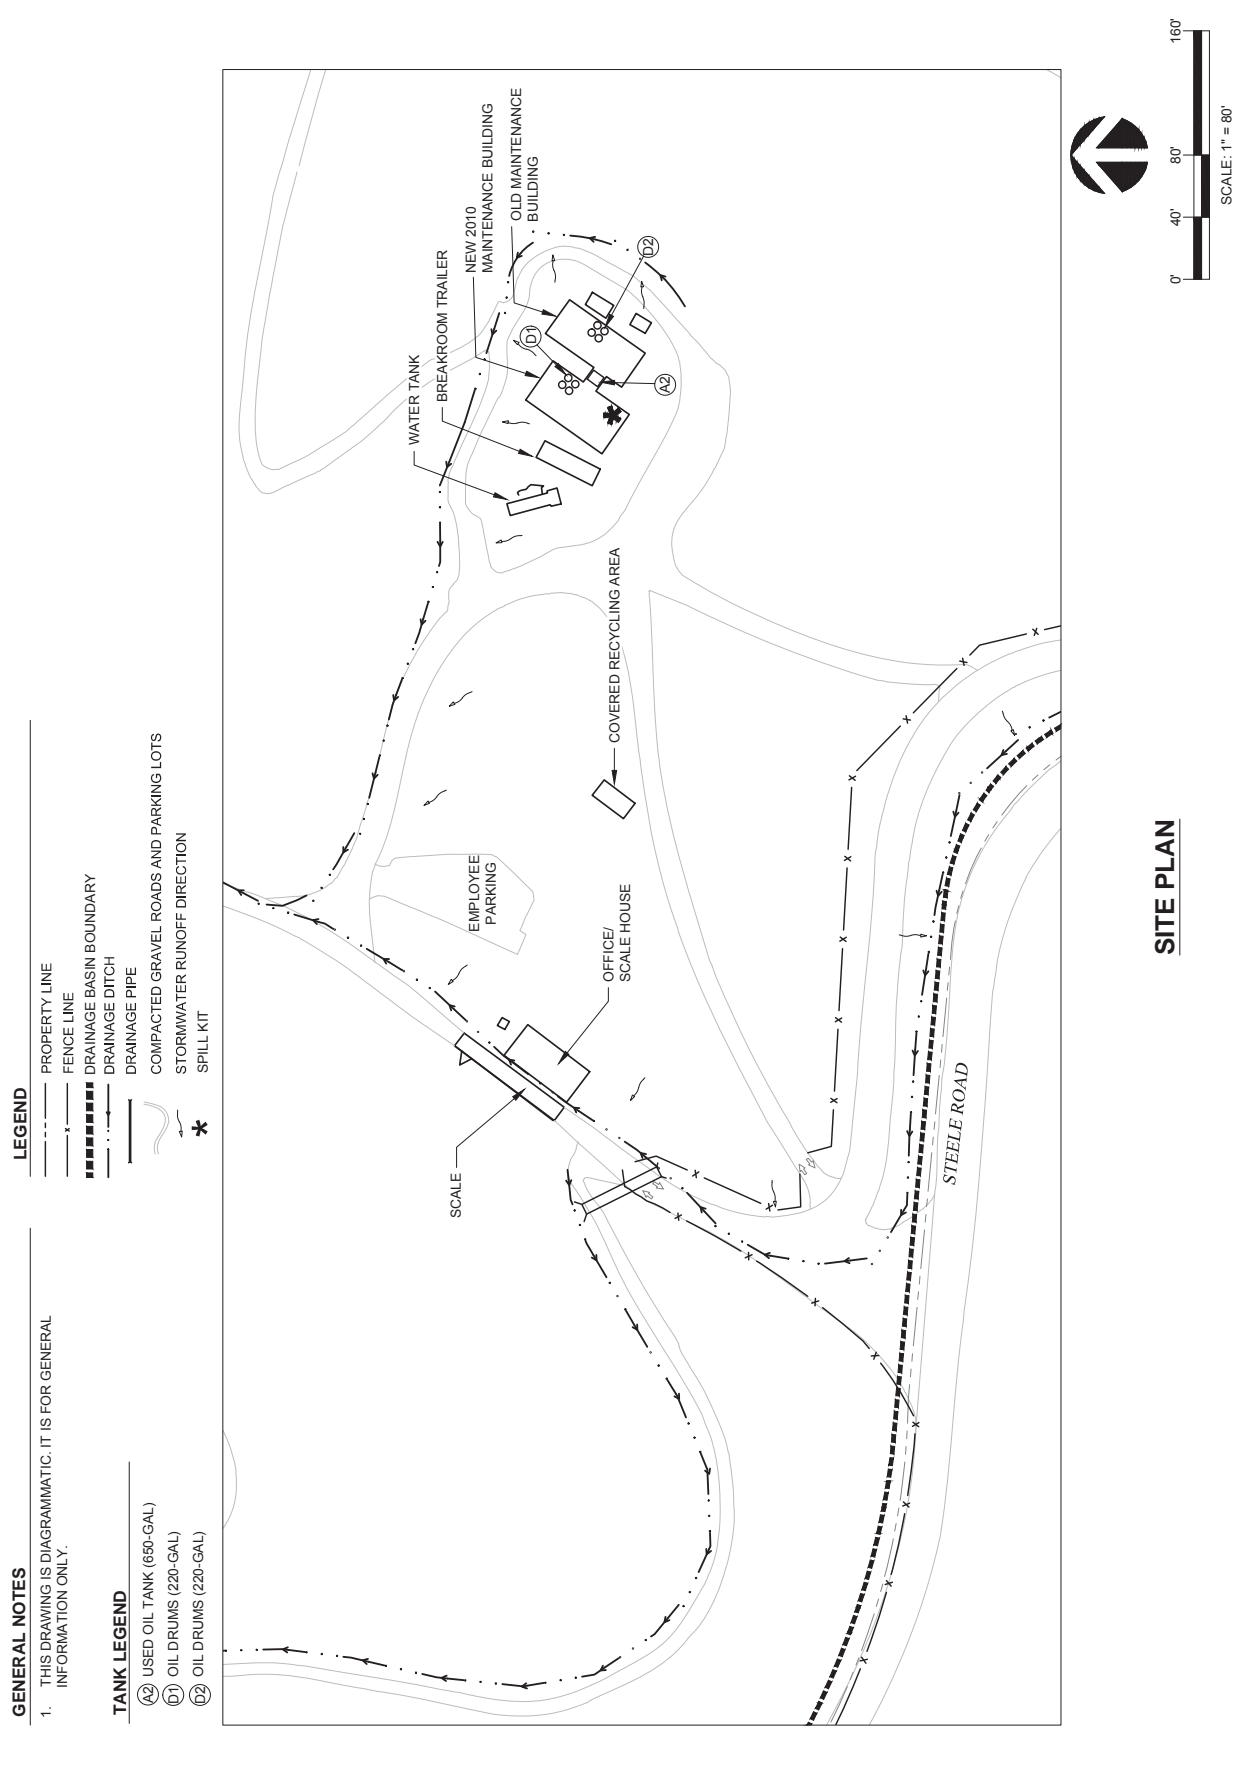 GENERAL NOTES
1. THIS DRAWING IS DIAGRAMMATIC. IT IS FOR GENERAL
INFORMATION ONLY.
TANK LEGEND
A2 USED OIL TANK (650-GAL)
D1 OIL DRUMS (220-GAL)
D2 OIL DRUMS (220-GAL)
LEGEND
PROPERTY LINE
x FENCE LINE
DRAINAGE BASIN BOUNDARY
DRAINAGE DITCH
DRAINAGE PIPE
COMPACTED GRAVEL ROADS AND PARKING LOTS
STORMWATER RUNOFF DIRECTION
SPILL KIT
WATER TANK
BREAKROOM TRAILER
NEW 2010
MAINTENANCE BUILDING
OLD MAINTENANCE
BUILDING
D1
D2
A2
COVERED RECYCLING AREA
EMPLOYEE
PARKING
OFFICE/
SCALE HOUSE
SCALE
STEELE ROAD
SITE PLAN
0' 40' 80' 160'
SCALE: 1" = 80'